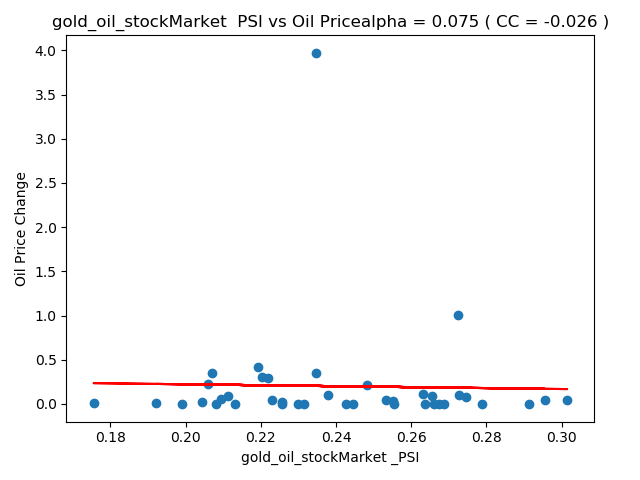 gold_oil_stockMarket  PSI vs Oil Pricealpha = 0.075 ( CC = -0.026 )
4.0
3.5
3.0
2.5
2.0
1.5
1.0
0.5
0.0
Oil Price Change
0.18 0.20 0.22 0.24 0.26 0.28 0.30
gold_oil_stockMarket _PSI